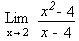 Lim x→2 x² - 4 / x - 4